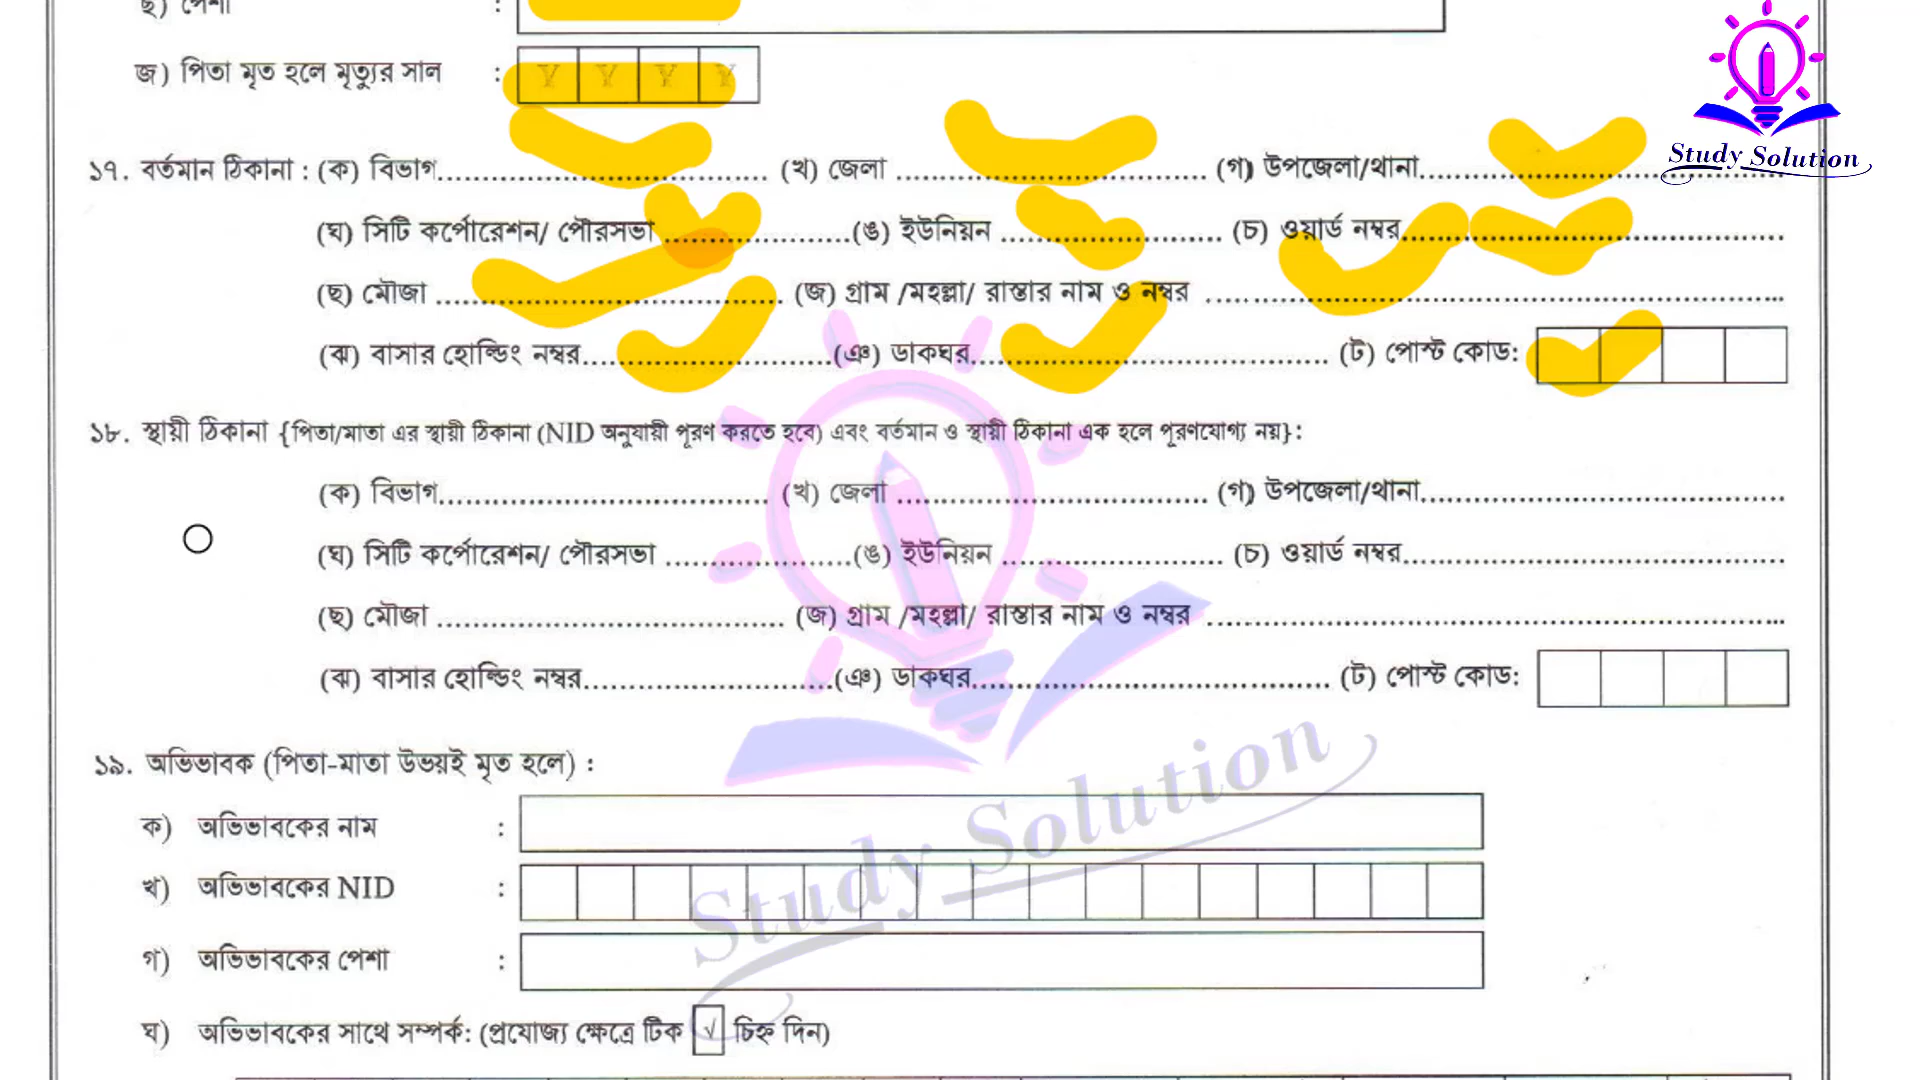 ছ) পেশা :
জ) পিতা মৃত হলে মৃত্যুর সাল : Y Y Y Y
Study Solution
১৭. বর্তমান ঠিকানা : (ক) বিভাগ.................................... (খ) জেলা .................................. (গ) উপজেলা/থানা........................................
(ঘ) সিটি কর্পোরেশন/ পৌরসভা ....................(ঙ) ইউনিয়ন ........................ (চ) ওয়ার্ড নম্বর..........................................
(ছ) মৌজা ...................................... (জ) গ্রাম /মহল্লা/ রাস্তার নাম ও নম্বর ...............................................................
(ঝ) বাসার হোল্ডিং নম্বর...........................(ঞ) ডাকঘর....................................... (ট) পোস্ট কোড:
১৮. স্থায়ী ঠিকানা {পিতা/মাতা এর স্থায়ী ঠিকানা (NID অনুযায়ী পূরণ করতে হবে) এবং বর্তমান ও স্থায়ী ঠিকানা এক হলে পূরণযোগ্য নয়}:
(ক) বিভাগ.................................... (খ) জেলা .................................. (গ) উপজেলা/থানা........................................
(ঘ) সিটি কর্পোরেশন/ পৌরসভা ....................(ঙ) ইউনিয়ন ........................ (চ) ওয়ার্ড নম্বর..........................................
(ছ) মৌজা ...................................... (জ) গ্রাম /মহল্লা/ রাস্তার নাম ও নম্বর ...............................................................
(ঝ) বাসার হোল্ডিং নম্বর...........................(ঞ) ডাকঘর....................................... (ট) পোস্ট কোড:
১৯. অভিভাবক (পিতা-মাতা উভয়ই মৃত হলে) :
ক) অভিভাবকের নাম :
খ) অভিভাবকের NID :
গ) অভিভাবকের পেশা :
Study Solution
ঘ) অভিভাবকের সাথে সম্পর্ক: (প্রযোজ্য ক্ষেত্রে টিক √ চিহ্ন দিন)